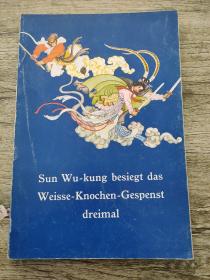 Sun Wu-kung besiegt das
Weisse-Knochen-Gespenst
dreimal